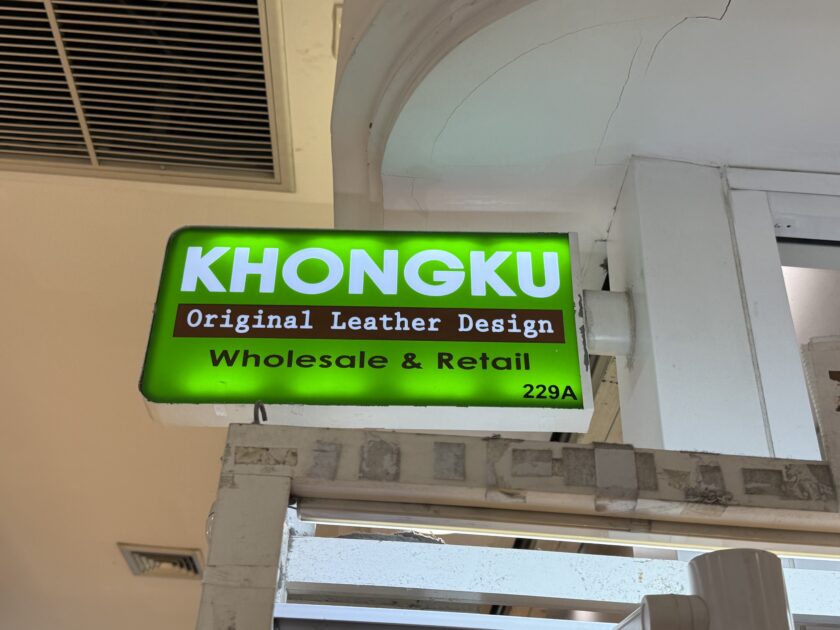 KHONGKU
Original Leather Design
Wholesale & Retail
229A